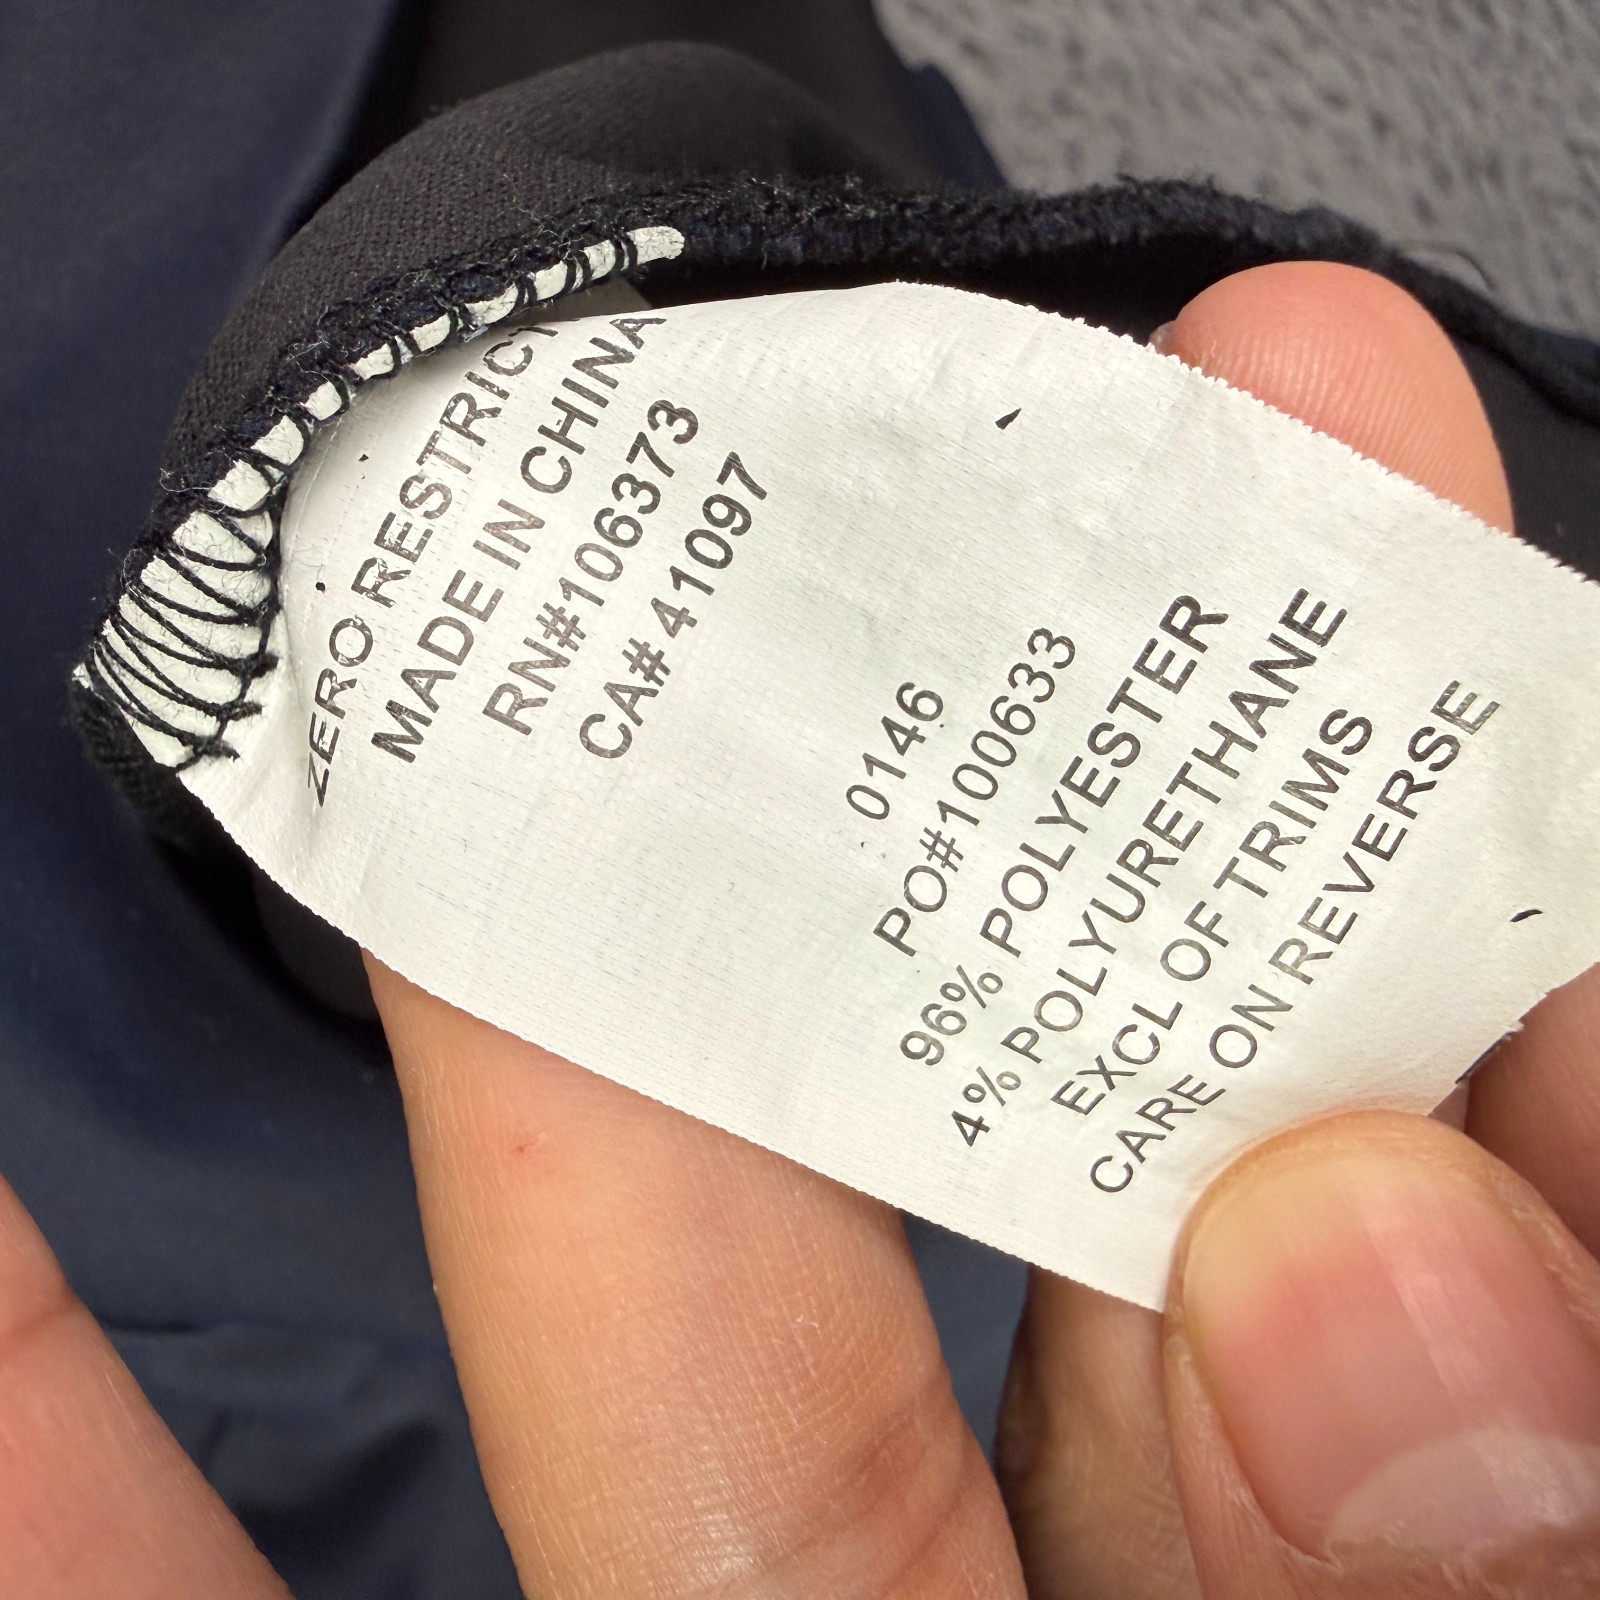 ZERO RESTRICT
MADE IN CHINA
RN#106373
CA# 41097
0146
PO#100633
96% POLYESTER
4% POLYURETHANE
EXCL OF TRIMS
CARE ON REVERSE